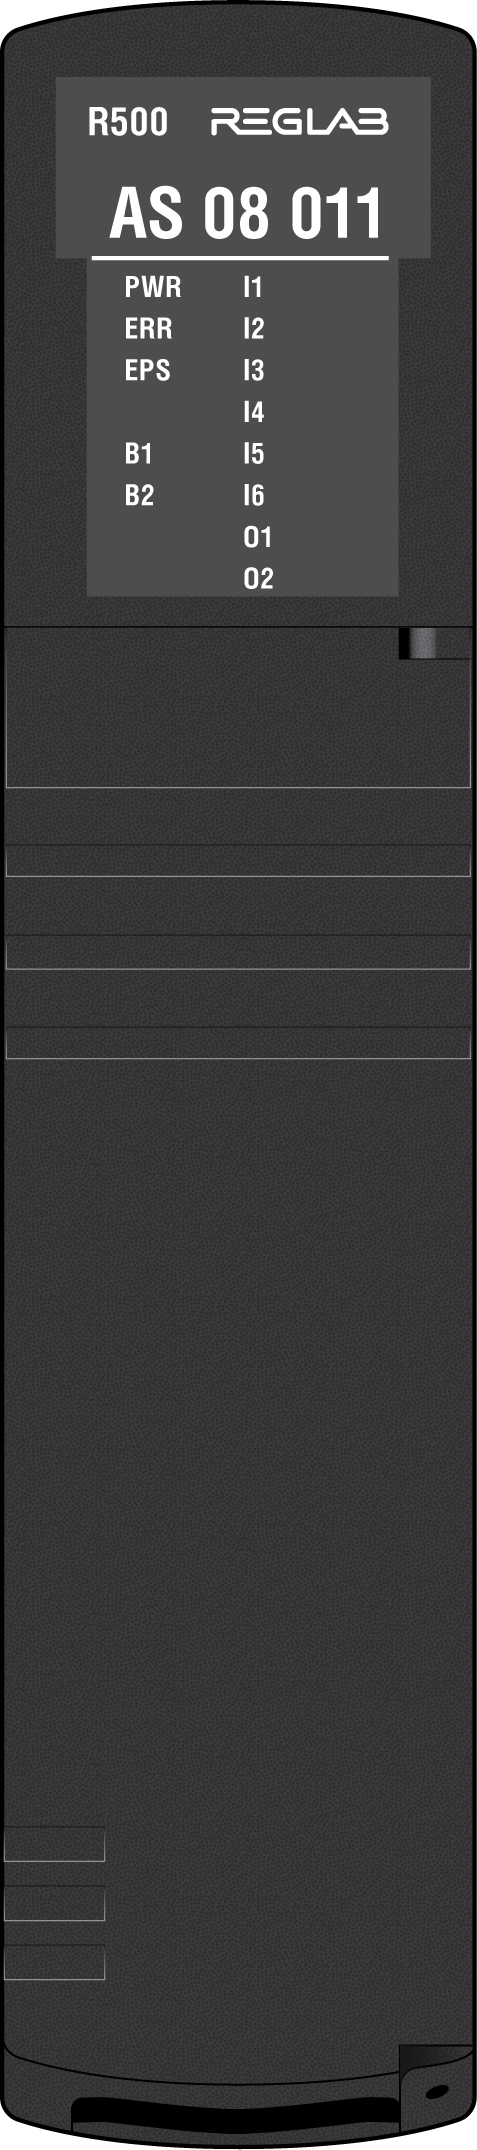 R500 REGLAB
AS 08 011
PWR I1
ERR I2
EPS I3
I4
B1 I5
B2 I6
O1
O2